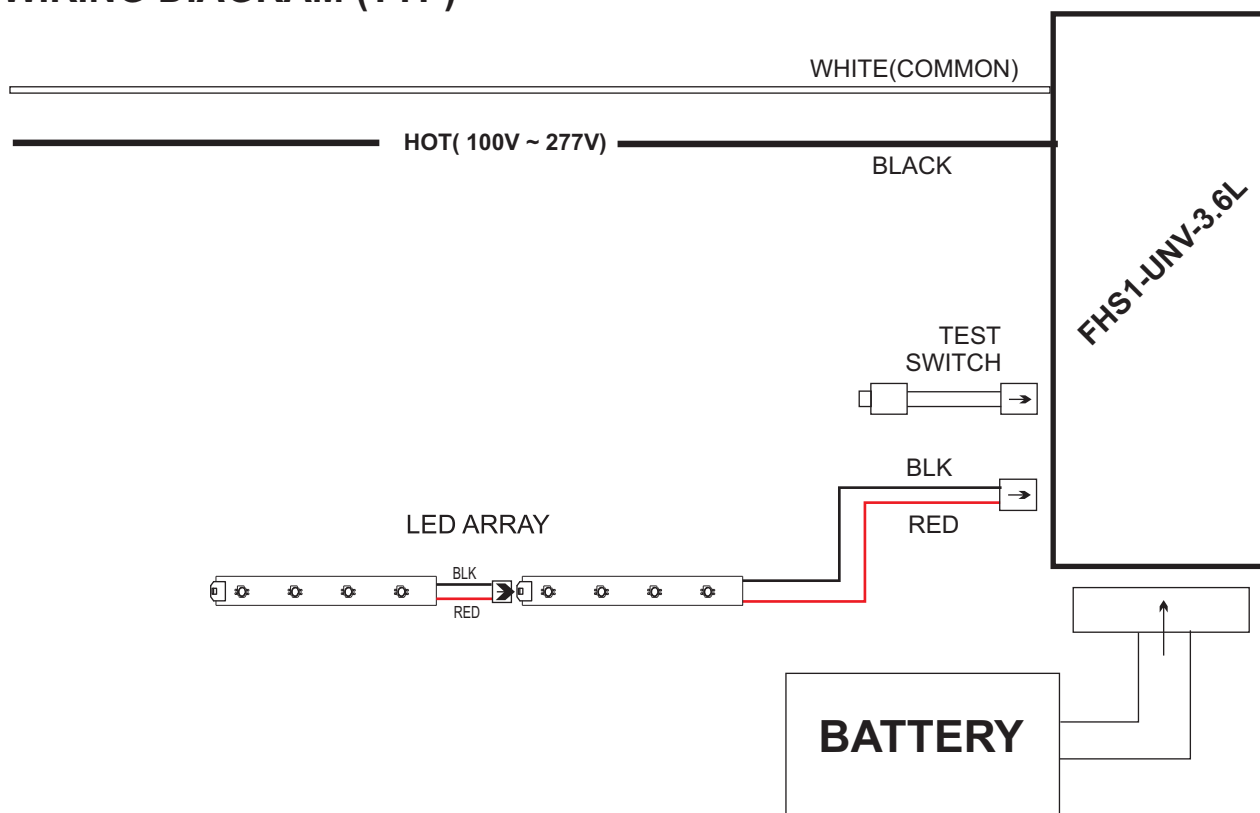 WHITE(COMMON)
HOT( 100V ~ 277V)
BLACK
FHS1-UNV-3.6L
TEST
SWITCH
BLK
RED
LED ARRAY
BLK
RED
BATTERY